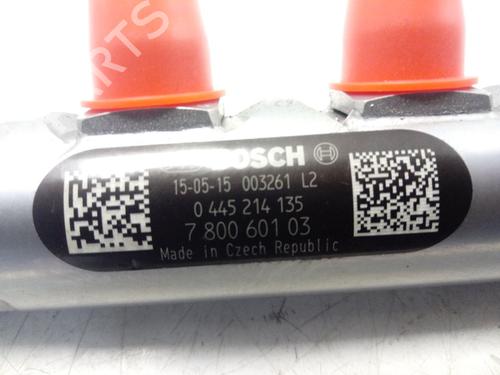 BOSCH
15-05-15 003261 L2
0 445 214 135
7 800 601 03
Made in Czech Republic